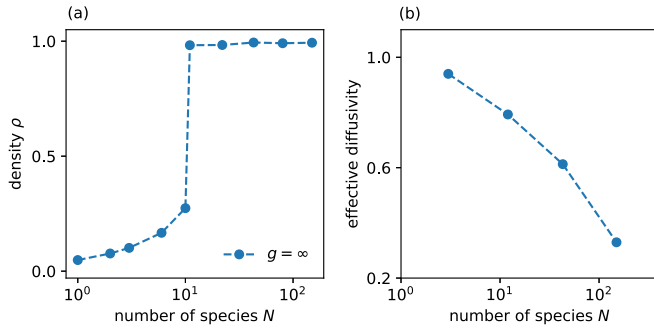 (a)
density ρ
1.0
0.5
0.0
g = ∞
10⁰
10¹
10²
number of species N
(b)
effective diffusivity
1.0
0.6
0.2
10⁰
10¹
10²
number of species N